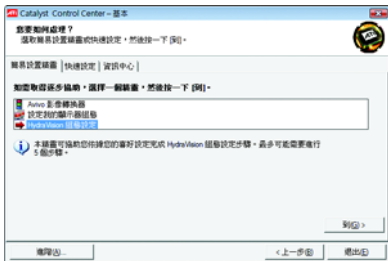 Catalyst Control Center – 基本
您要如何處理？
選取簡易設置精靈或快速設定，然後按一下 [到]。
簡易設置精靈 快速設定 資訊中心
如需取得逐步協助，選擇一個精靈，然後按一下 [到]。
Avivo 影像轉換器
設定我的顯示器組態
HydraVision 組態設定
本精靈可協助您依據您的喜好設定完成 HydraVision 組態設定步驟。最多可能需要進行
5 個步驟。
到(G) >
進階(A)... <上一步(B) 退出(E)